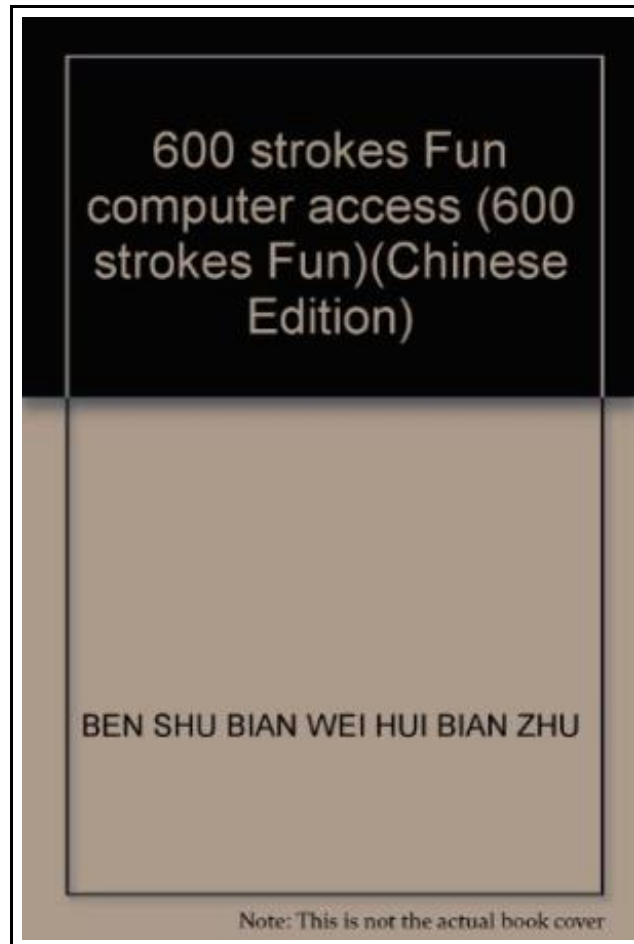 600 strokes Fun
computer access (600
strokes Fun)(Chinese
Edition)
BEN SHU BIAN WEI HUI BIAN ZHU
Note: This is not the actual book cover